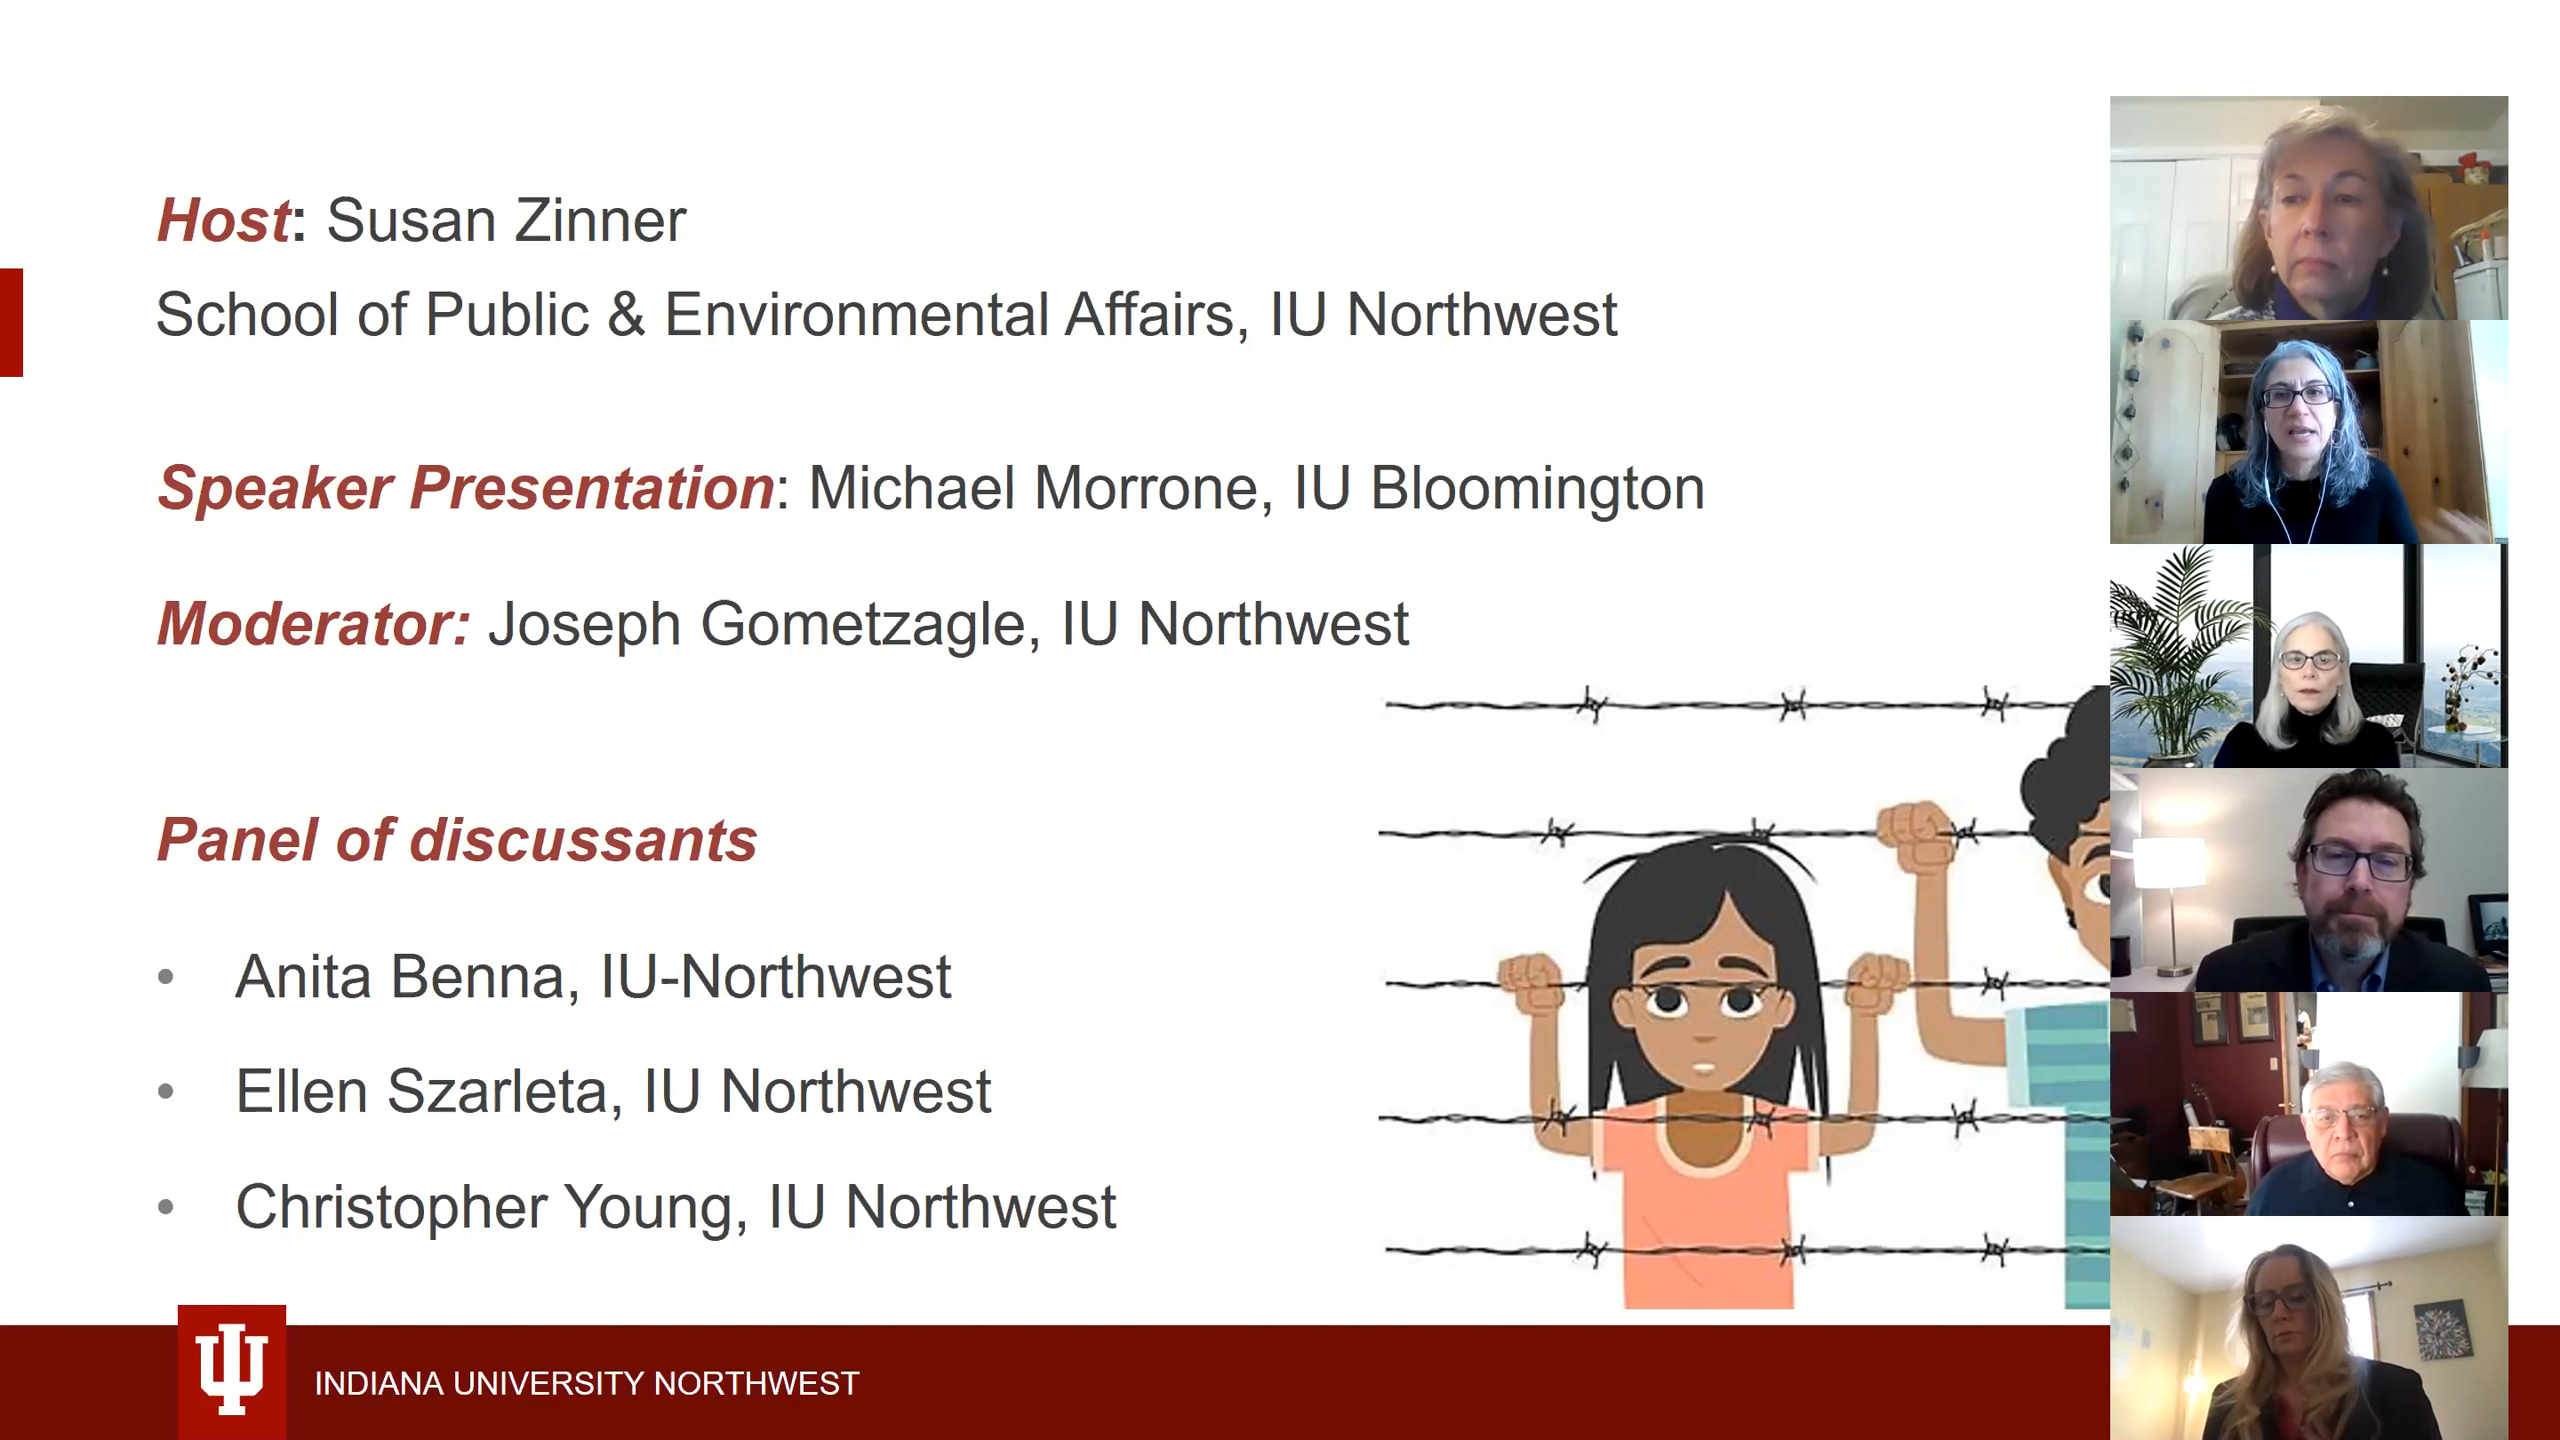 Host: Susan Zinner
School of Public & Environmental Affairs, IU Northwest
Speaker Presentation: Michael Morrone, IU Bloomington
Moderator: Joseph Gometzagle, IU Northwest
Panel of discussants
• Anita Benna, IU-Northwest
• Ellen Szarleta, IU Northwest
• Christopher Young, IU Northwest
INDIANA UNIVERSITY NORTHWEST